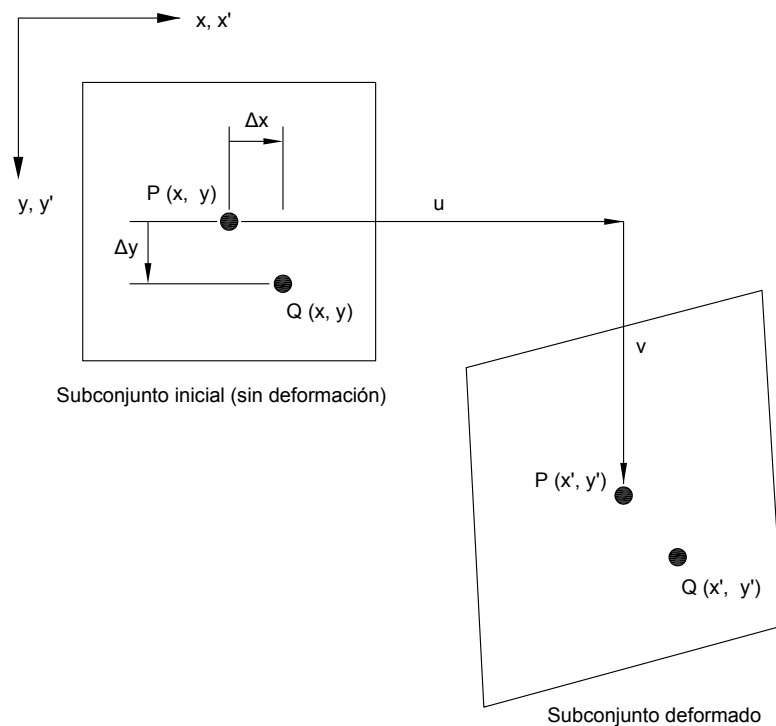 x, x'
y, y'
Δx
P (x, y)
u
Δy
Q (x, y)
v
Subconjunto inicial (sin deformación)
P (x', y')
Q (x', y')
Subconjunto deformado